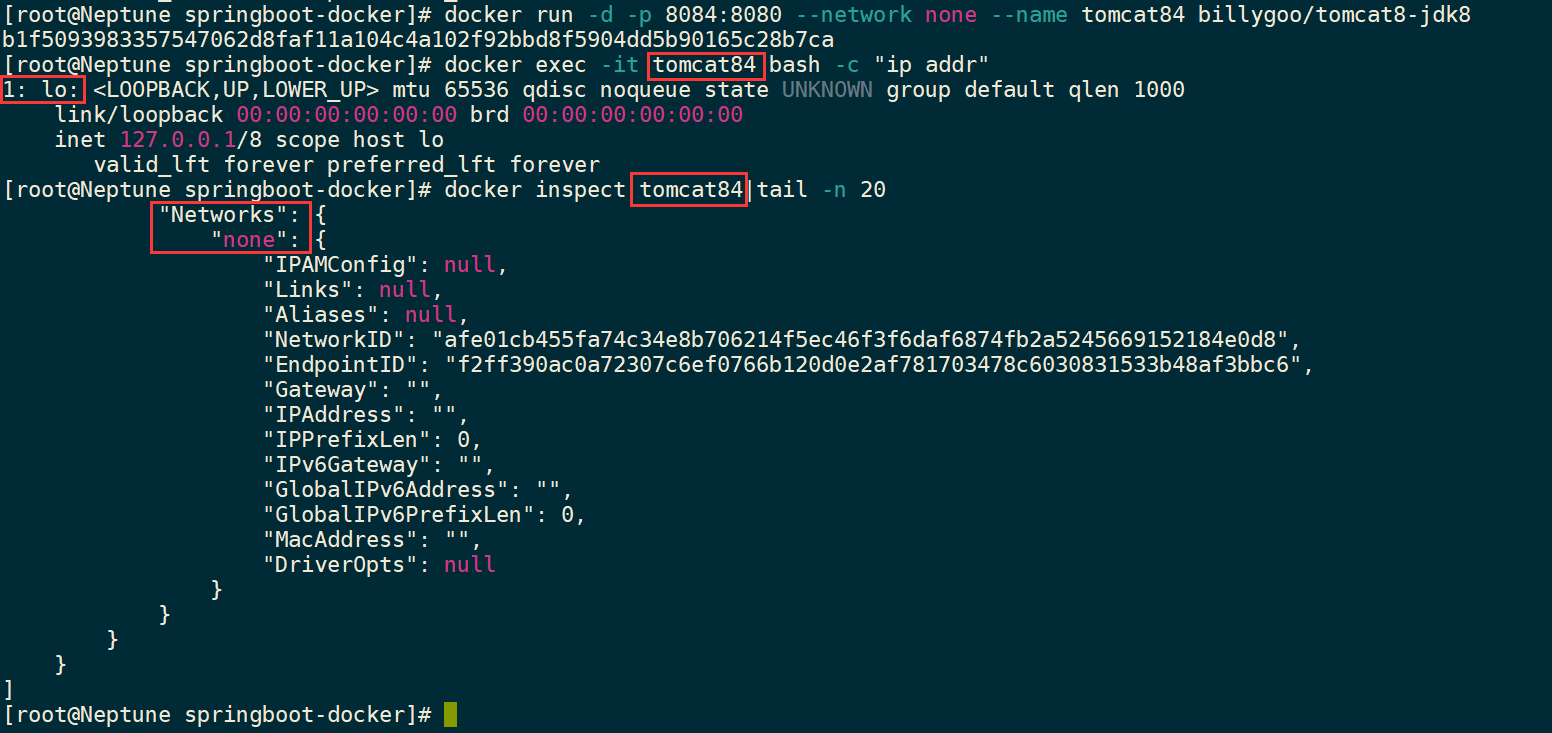 [root@Neptune springboot-docker]# docker run -d -p 8084:8080 --network none --name tomcat84 billygoo/tomcat8-jdk8
b1f5093983357547062d8faf11a104c4a102f92bbd8f5904dd5b90165c28b7ca
[root@Neptune springboot-docker]# docker exec -it tomcat84 bash -c "ip addr"
1: lo: <LOOPBACK,UP,LOWER_UP> mtu 65536 qdisc noqueue state UNKNOWN group default qlen 1000
    link/loopback 00:00:00:00:00:00 brd 00:00:00:00:00:00
    inet 127.0.0.1/8 scope host lo
       valid_lft forever preferred_lft forever
[root@Neptune springboot-docker]# docker inspect tomcat84|tail -n 20
            "Networks": {
                "none": {
                    "IPAMConfig": null,
                    "Links": null,
                    "Aliases": null,
                    "NetworkID": "afe01cb455fa74c34e8b706214f5ec46f3f6daf6874fb2a5245669152184e0d8",
                    "EndpointID": "f2ff390ac0a72307c6ef0766b120d0e2af781703478c6030831533b48af3bbc6",
                    "Gateway": "",
                    "IPAddress": "",
                    "IPPrefixLen": 0,
                    "IPv6Gateway": "",
                    "GlobalIPv6Address": "",
                    "GlobalIPv6PrefixLen": 0,
                    "MacAddress": "",
                    "DriverOpts": null
                }
            }
        }
    }
]
[root@Neptune springboot-docker]#